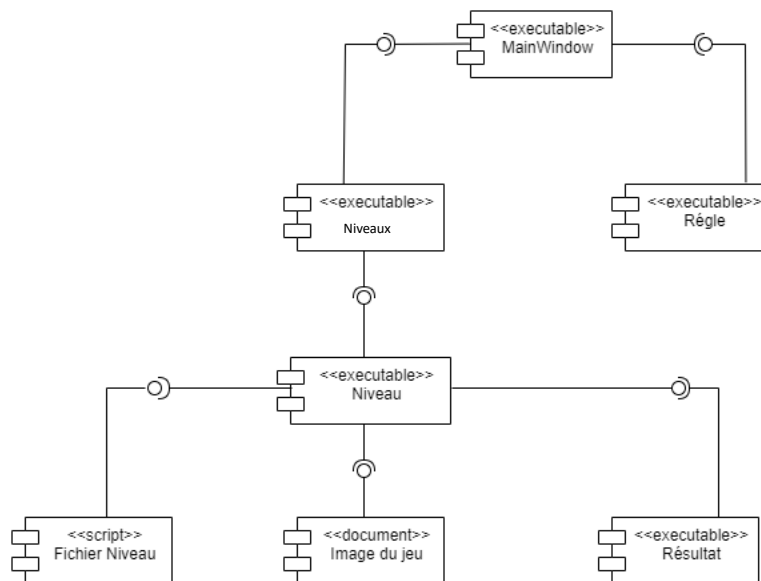 <<executable>>
MainWindow
<<executable>>
Niveaux
<<executable>>
Régle
<<executable>>
Niveau
<<script>>
Fichier Niveau
<<document>>
Image du jeu
<<executable>>
Résultat